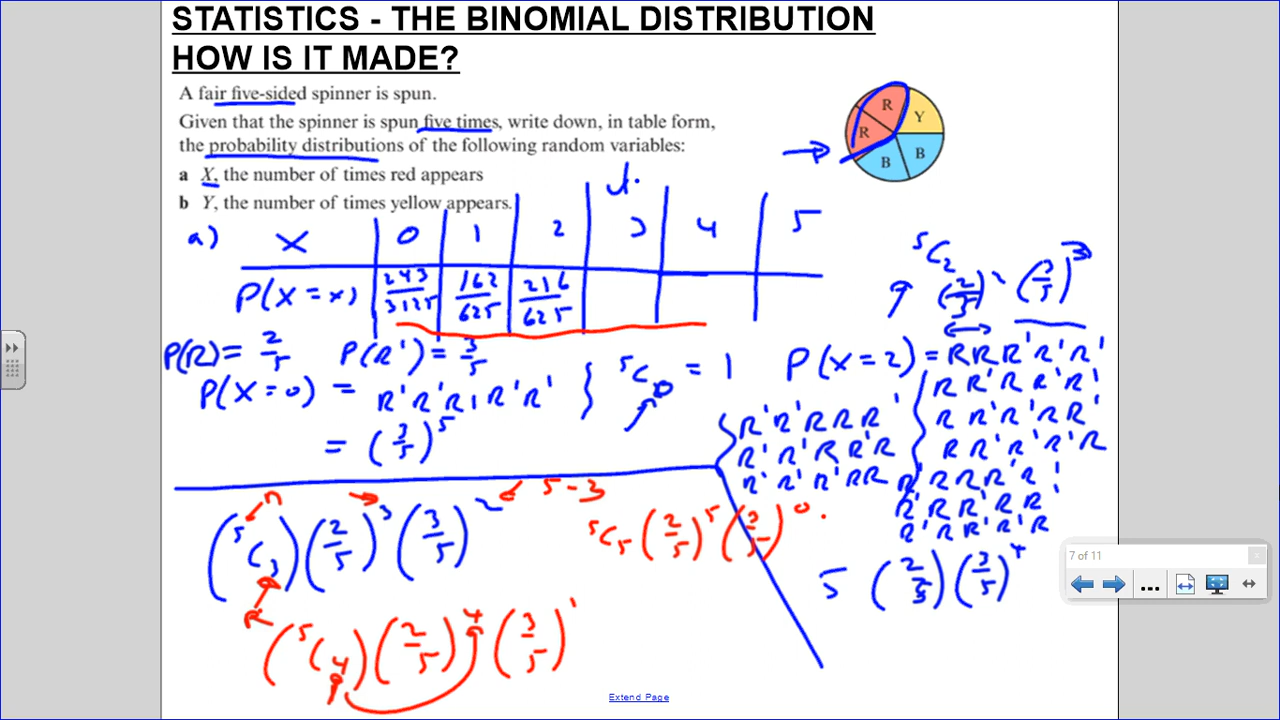 STATISTICS - THE BINOMIAL DISTRIBUTION
HOW IS IT MADE?
A fair five-sided spinner is spun.
Given that the spinner is spun five times, write down, in table form,
the probability distributions of the following random variables:
a X, the number of times red appears
b Y, the number of times yellow appears.
R
Y
R
B
B
a) X 0 1 2 3 4 5
P(X=x) 243/3125 162/625 216/625
⁵C₂
(2/5)² (3/5)³
P(R) = 2/5 P(R') = 3/5
P(X=0) = R'R'R'R'R' } ⁵C₀ = 1
= (3/5)⁵
P(X=2) = RRR'R'R'
RR'RR'R'
RR'R'RR'
RR'R'R'R
R'RRR'R'
R'RR'RR'
R'RR'R'R
R'R'RRR'
R'R'RR'R
R'R'R'RR
n 5-3
(⁵C₃)(2/5)³(3/5)²
R
⁵C₅(2/5)⁵(3/5)⁰.
5 (2/5)(3/5)⁴
(⁵C₄)(2/5)⁴(3/5)¹
7 of 11
Extend Page